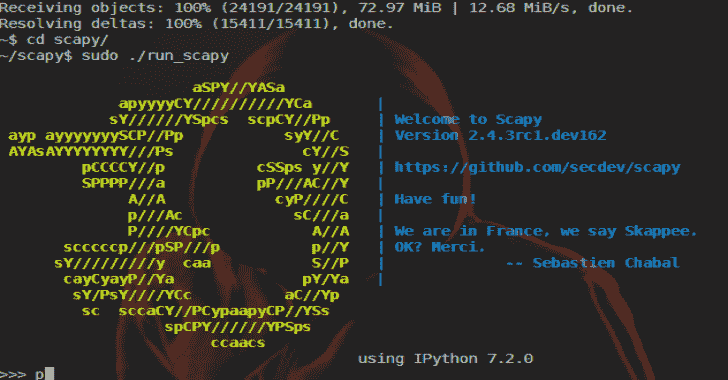 Receiving objects: 100% (24191/24191), 72.97 MiB | 12.68 MiB/s, done.
Resolving deltas: 100% (15411/15411), done.
~$ cd scapy/
~/scapy$ sudo ./run_scapy
aSPY//YASa
apyyyyCY//////////YCa |
sY//////YSpcs scpCY//Pp | Welcome to Scapy
ayp ayyyyyyySCP//Pp syY//C | Version 2.4.3rc1.dev162
AYAsAYYYYYYYY///Ps cY//S |
pCCCCY//p cSSps y//Y | https://github.com/secdev/scapy
SPPPP///a pP///AC//Y |
A//A cyP////C | Have fun!
p///Ac sC///a |
P////YCpc A//A | We are in France, we say Skappee.
scccccp///pSP///p p//Y | OK? Merci.
sY/////////y caa S//P | -- Sebastien Chabal
cayCyayP//Ya pY/Ya |
sY/PsY////YCc aC//Yp
sc sccaCY//PCypaapyCP//YSs
spCPY//////YPSps
ccaacs
using IPython 7.2.0
>>> p